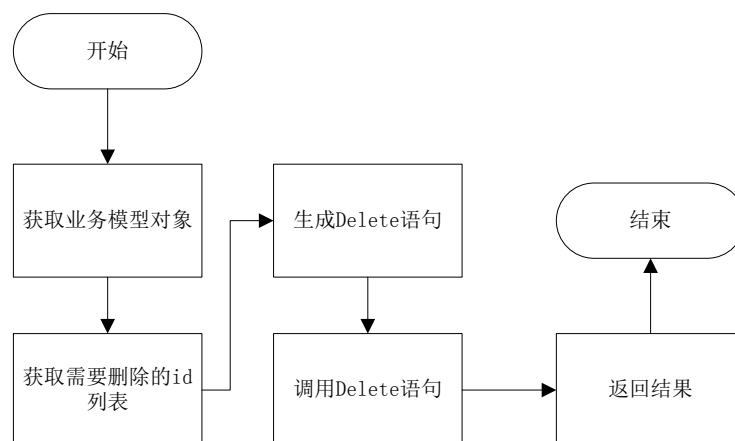 开始
获取业务模型对象
获取需要删除的id
列表
生成Delete语句
调用Delete语句
返回结果
结束